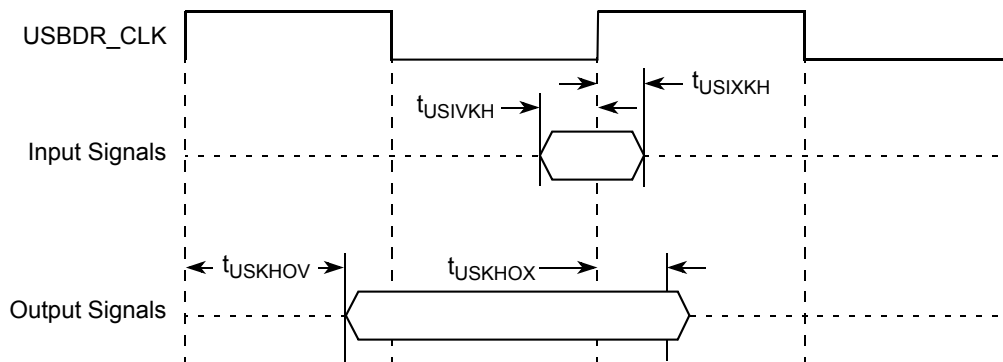 USBDR_CLK
tUSIXKH
tUSIVKH
Input Signals
tUSKHOV
tUSKHOX
Output Signals